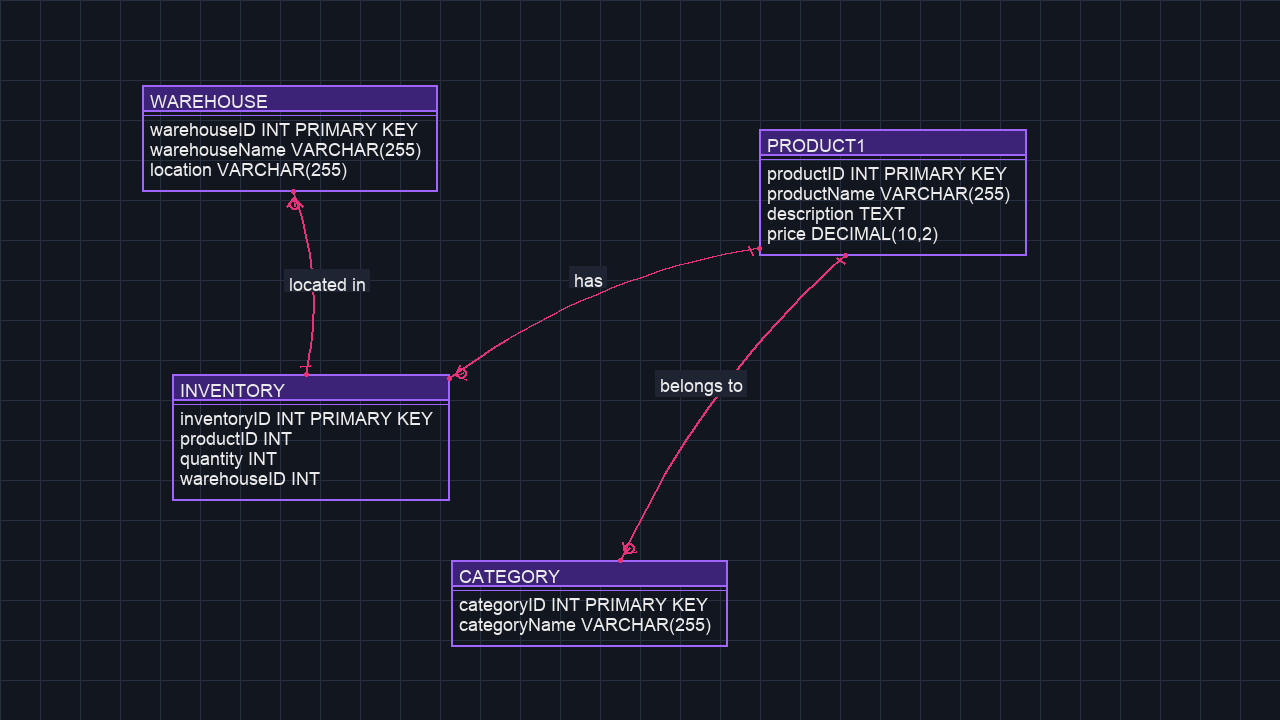 WAREHOUSE
warehouseID INT PRIMARY KEY
warehouseName VARCHAR(255)
location VARCHAR(255)
PRODUCT1
productID INT PRIMARY KEY
productName VARCHAR(255)
description TEXT
price DECIMAL(10,2)
located in
has
INVENTORY
inventoryID INT PRIMARY KEY
productID INT
quantity INT
warehouseID INT
belongs to
CATEGORY
categoryID INT PRIMARY KEY
categoryName VARCHAR(255)